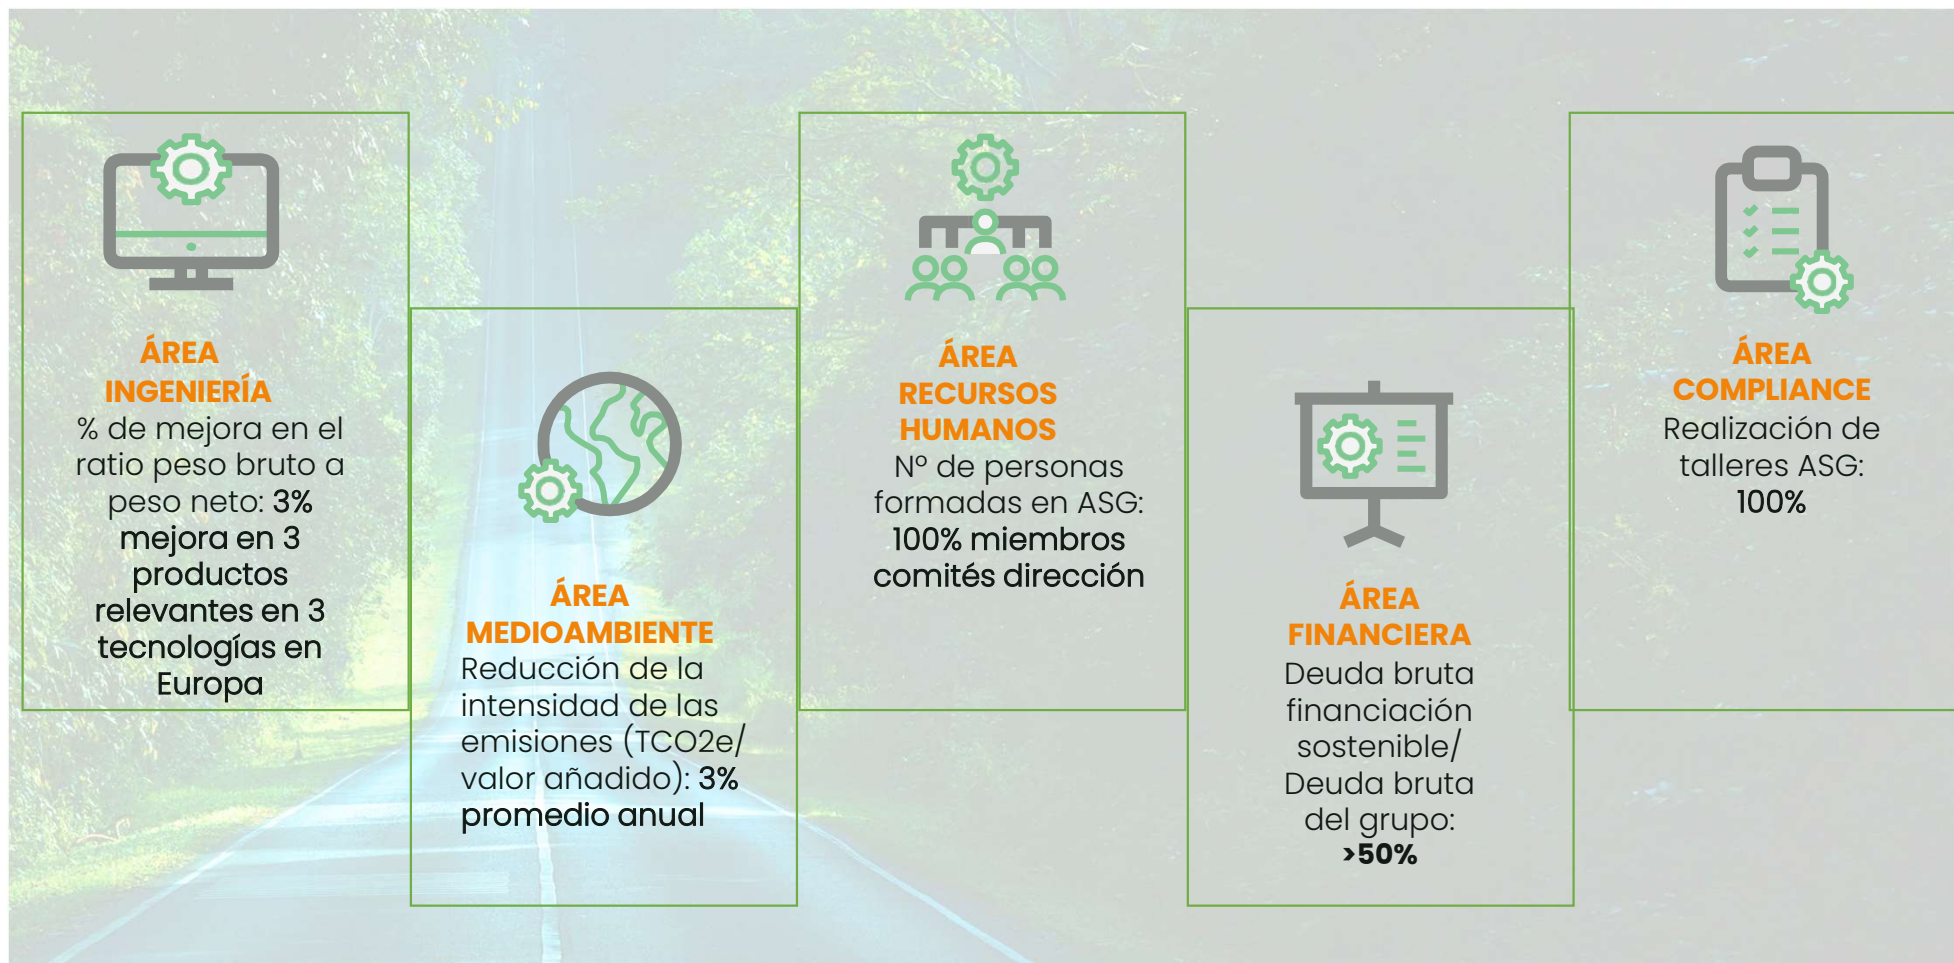 ÁREA
INGENIERÍA
% de mejora en el
ratio peso bruto a
peso neto: 3%
mejora en 3
productos
relevantes en 3
tecnologías en
Europa
ÁREA
MEDIOAMBIENTE
Reducción de la
intensidad de las
emisiones (TCO2e/
valor añadido): 3%
promedio anual
ÁREA
RECURSOS
HUMANOS
Nº de personas
formadas en ASG:
100% miembros
comités dirección
ÁREA
FINANCIERA
Deuda bruta
financiación
sostenible/
Deuda bruta
del grupo:
>50%
ÁREA
COMPLIANCE
Realización de
talleres ASG:
100%